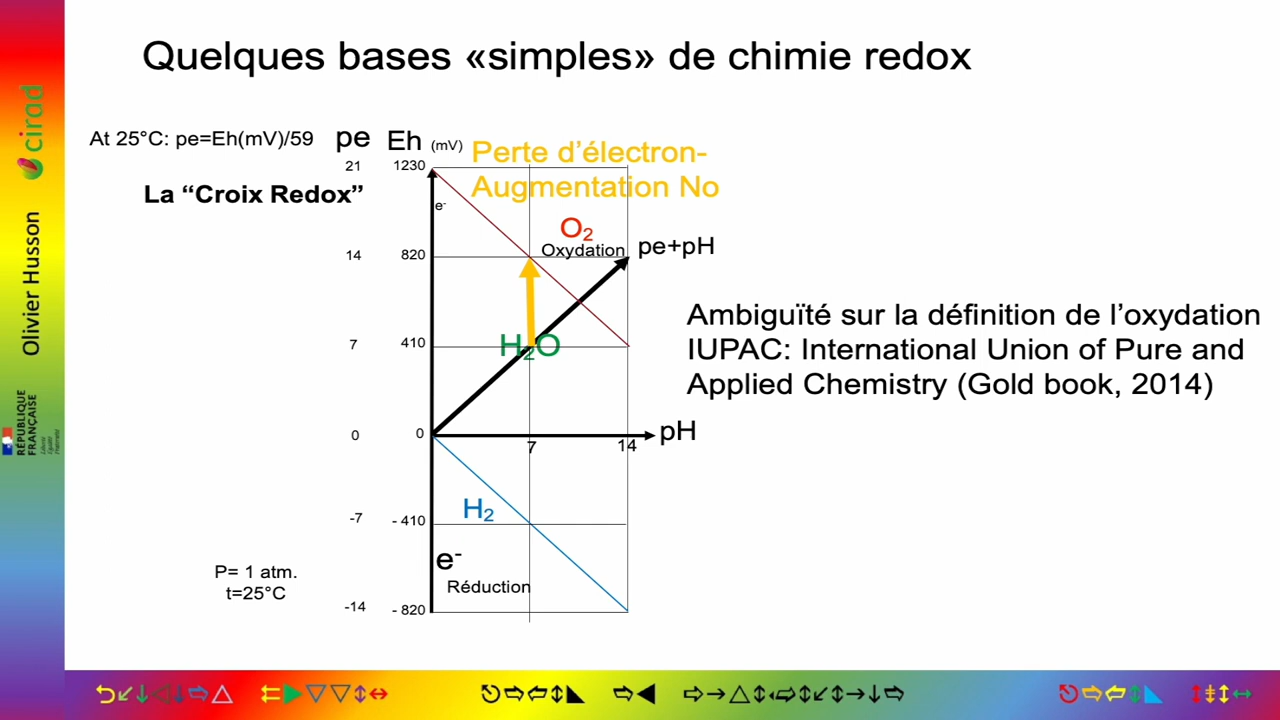 Quelques bases «simples» de chimie redox
At 25°C: pe=Eh(mV)/59
pe
Eh (mV)
Perte d’électron-
Augmentation No
21
1230
La “Croix Redox”
e-
O2
Oxydation
pe+pH
14
820
7
410
H2O
Ambiguïté sur la définition de l’oxydation
IUPAC: International Union of Pure and
Applied Chemistry (Gold book, 2014)
0
0
pH
7
14
H2
-7
- 410
e-
Réduction
P= 1 atm.
t=25°C
-14
- 820
cirad
Olivier Husson
RÉPUBLIQUE
FRANÇAISE